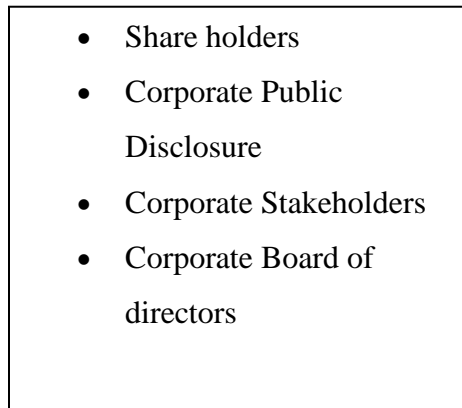 • Share holders
• Corporate Public
Disclosure
• Corporate Stakeholders
• Corporate Board of
directors